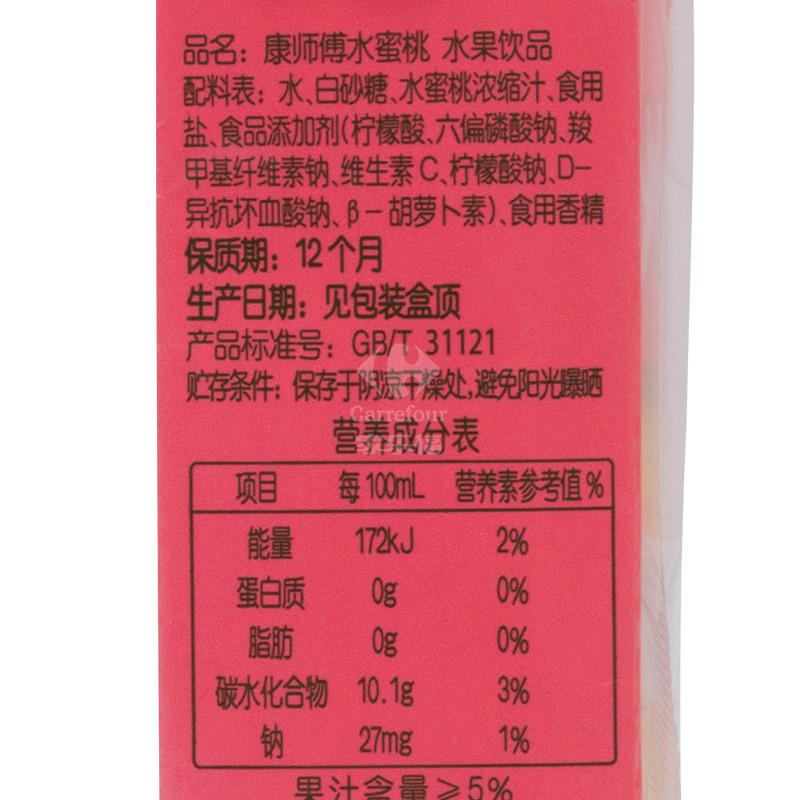 品名：康师傅水蜜桃 水果饮品
配料表：水、白砂糖、水蜜桃浓缩汁、食用
盐、食品添加剂(柠檬酸、六偏磷酸钠、羧
甲基纤维素钠、维生素C、柠檬酸钠、D-
异抗坏血酸钠、β-胡萝卜素)、食用香精
保质期：12个月
生产日期：见包装盒顶
产品标准号：GB/T 31121
贮存条件：保存于阴凉干燥处,避免阳光曝晒
Carrefour
家乐福
营养成分表
项目 每100mL 营养素参考值%
能量 172kJ 2%
蛋白质 0g 0%
脂肪 0g 0%
碳水化合物 10.1g 3%
钠 27mg 1%
果汁含量≥5%